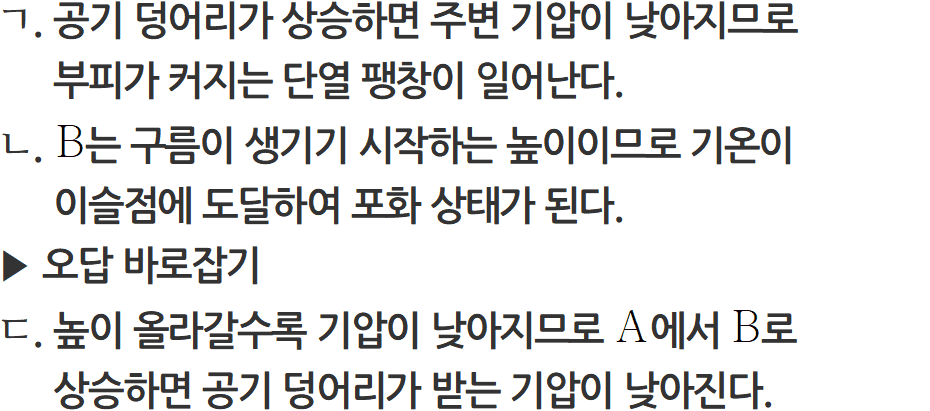 ㄱ. 공기 덩어리가 상승하면 주변 기압이 낮아지므로
부피가 커지는 단열 팽창이 일어난다.
ㄴ. B는 구름이 생기기 시작하는 높이이므로 기온이
이슬점에 도달하여 포화 상태가 된다.
▶ 오답 바로잡기
ㄷ. 높이 올라갈수록 기압이 낮아지므로 A에서 B로
상승하면 공기 덩어리가 받는 기압이 낮아진다.